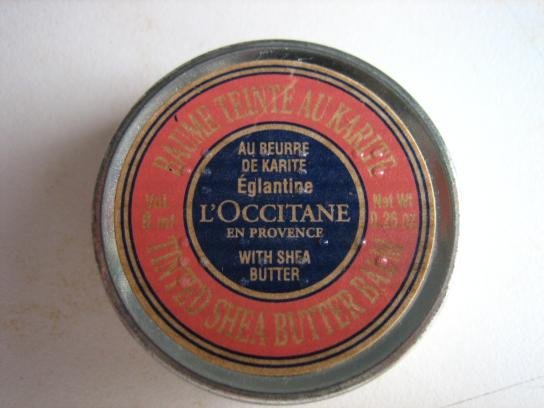 BAUME TEINTÉ AU KARITÉ
AU BEURRE
DE KARITE
Églantine
L'OCCITANE
EN PROVENCE
WITH SHEA
BUTTER
Vol
8 ml
Net Wt
0.26 oz
TINTED SHEA BUTTER BALM